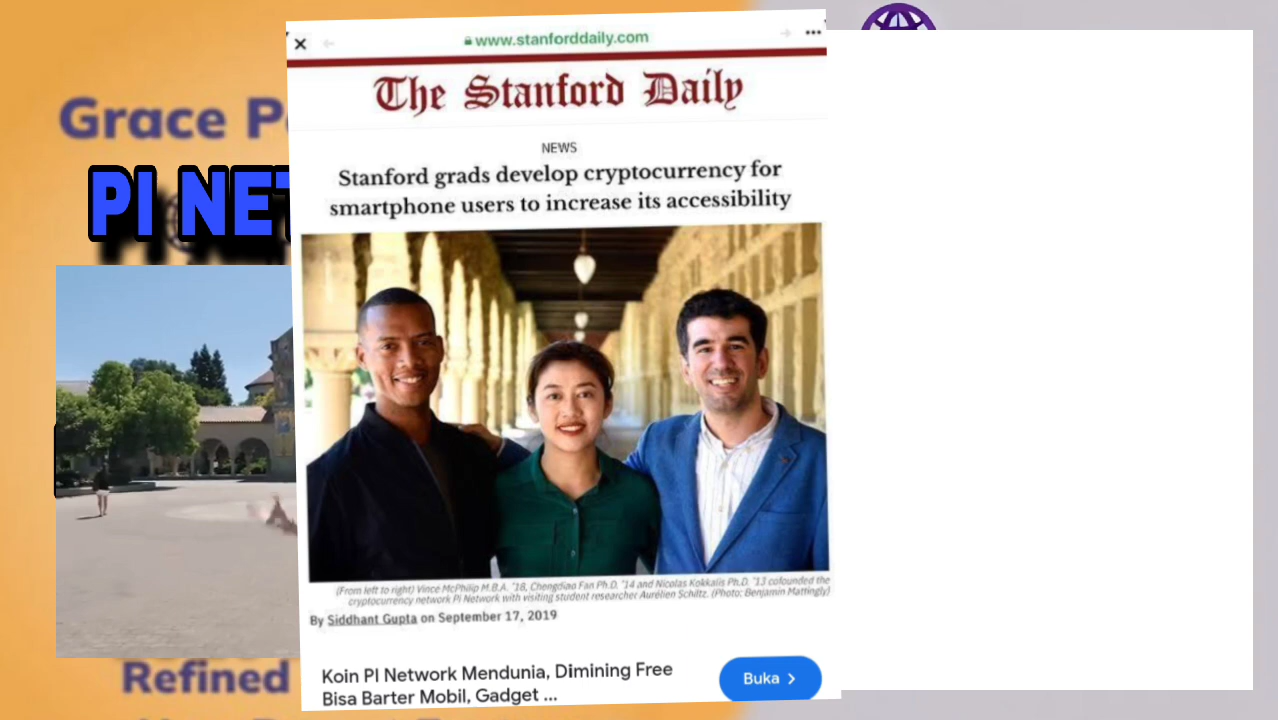 www.stanforddaily.com
The Stanford Daily
NEWS
Stanford grads develop cryptocurrency for
smartphone users to increase its accessibility
(From left to right) Vince McPhilip M.B.A. '18, Chengdiao Fan Ph.D. '14 and Nicolas Kokkalis Ph.D. '13 cofounded the
cryptocurrency network Pi Network with visiting student researcher Aurélien Schiltz. (Photo: Benjamin Mattingly)
By Siddhant Gupta on September 17, 2019
Koin PI Network Mendunia, Dimining Free
Bisa Barter Mobil, Gadget ...
Buka
Grace P
PI NET
Refined